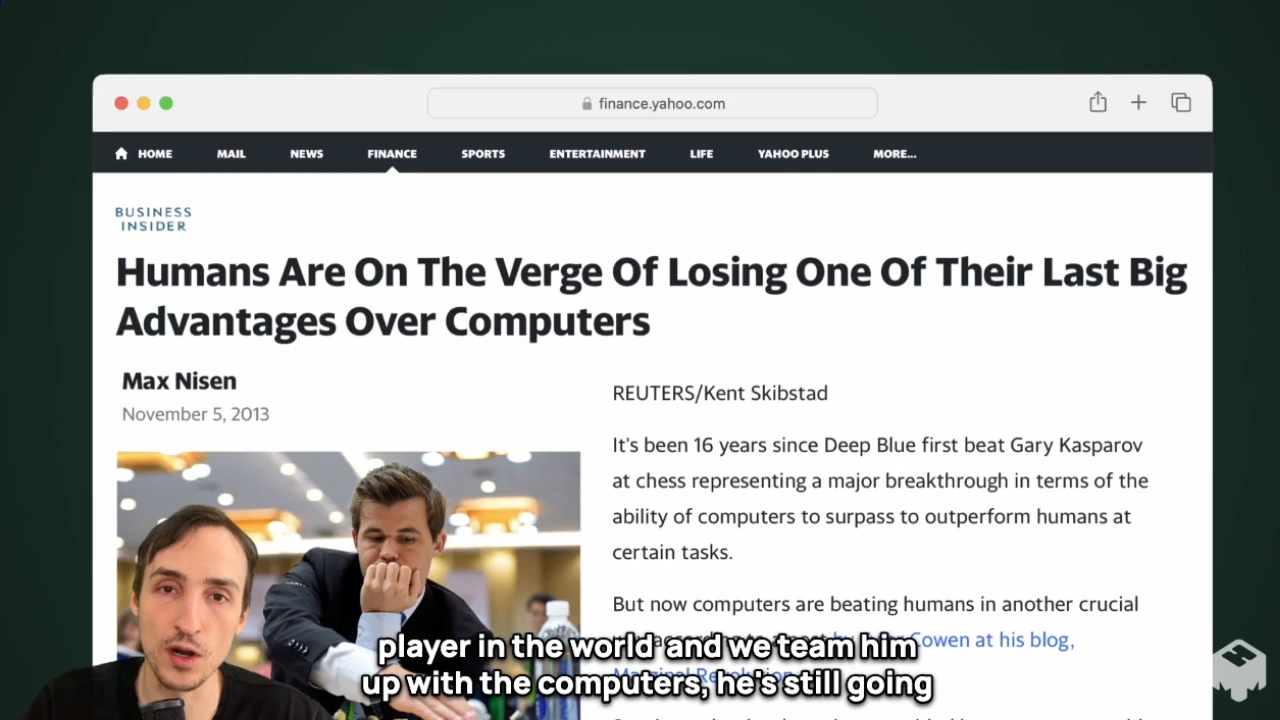 finance.yahoo.com
HOME MAIL NEWS FINANCE SPORTS ENTERTAINMENT LIFE YAHOO PLUS MORE...
BUSINESS
INSIDER
Humans Are On The Verge Of Losing One Of Their Last Big
Advantages Over Computers
Max Nisen
November 5, 2013
REUTERS/Kent Skibstad
It's been 16 years since Deep Blue first beat Gary Kasparov
at chess representing a major breakthrough in terms of the
ability of computers to surpass to outperform humans at
certain tasks.
But now computers are beating humans in another crucial
Cowen at his blog,
player in the world and we team him
up with the computers, he's still going